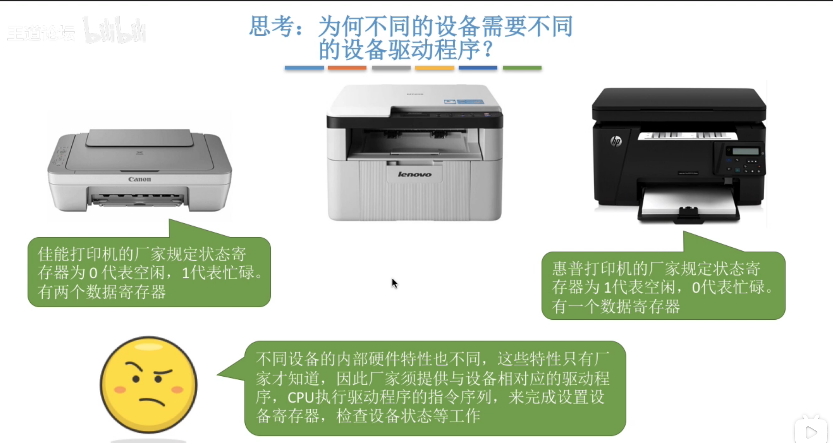 bilibili
思考：为何不同的设备需要不同
的设备驱动程序？
Canon
lenovo
hp
佳能打印机的厂家规定状态寄
存器为 0 代表空闲，1代表忙碌。
有两个数据寄存器
惠普打印机的厂家规定状态寄
存器为 1代表空闲，0代表忙碌。
有一个数据寄存器
不同设备的内部硬件特性也不同，这些特性只有厂
家才知道，因此厂家须提供与设备相对应的驱动程
序，CPU执行驱动程序的指令序列，来完成设置设
备寄存器，检查设备状态等工作